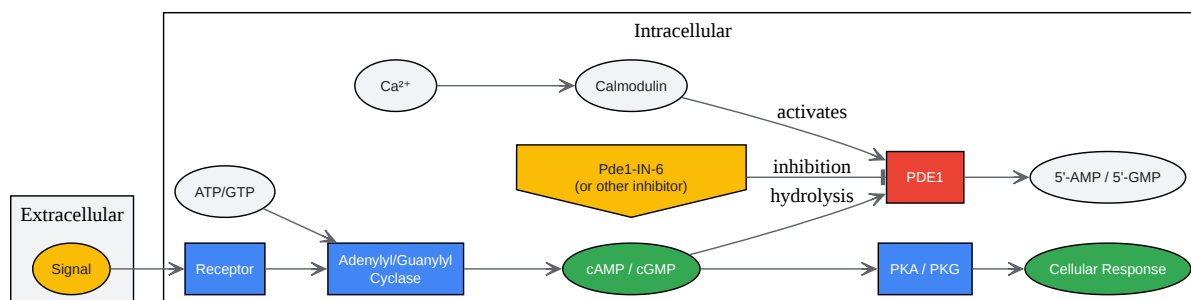 Intracellular
Ca²⁺
Calmodulin
activates
Pde1-IN-6
(or other inhibitor)
inhibition
PDE1
5'-AMP / 5'-GMP
ATP/GTP
hydrolysis
Extracellular
Signal
Receptor
Adenylyl/Guanylyl
Cyclase
cAMP / cGMP
PKA / PKG
Cellular Response